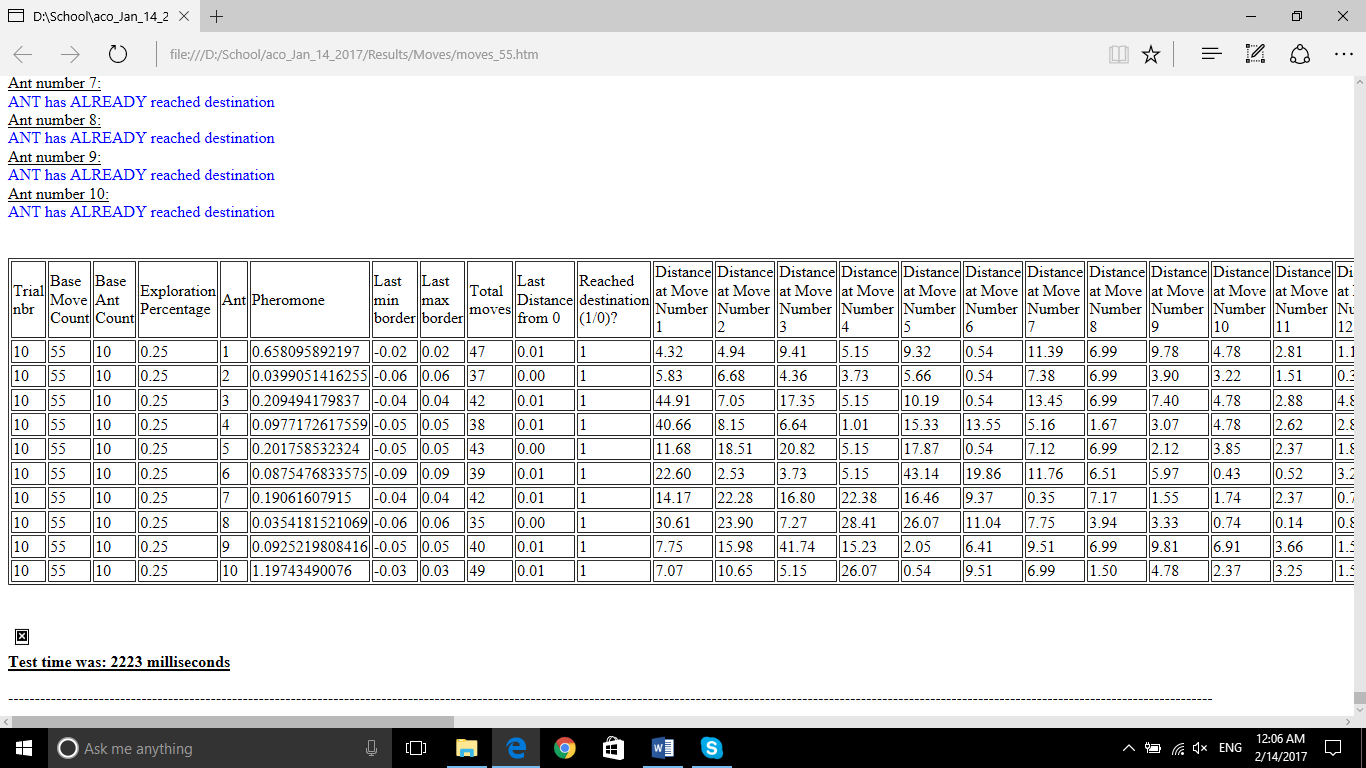 D:\School\aco_Jan_14_2
file:///D:/School/aco_Jan_14_2017/Results/Moves/moves_55.htm
Ant number 7:
ANT has ALREADY reached destination
Ant number 8:
ANT has ALREADY reached destination
Ant number 9:
ANT has ALREADY reached destination
Ant number 10:
ANT has ALREADY reached destination
Trial nbr Base Move Count Base Ant Count Exploration Percentage Ant Pheromone Last min border Last max border Total moves Last Distance from 0 Reached destination (1/0)? Distance at Move Number 1 Distance at Move Number 2 Distance at Move Number 3 Distance at Move Number 4 Distance at Move Number 5 Distance at Move Number 6 Distance at Move Number 7 Distance at Move Number 8 Distance at Move Number 9 Distance at Move Number 10 Distance at Move Number 11 Di at Nu 12
10 55 10 0.25 1 0.658095892197 -0.02 0.02 47 0.01 1 4.32 4.94 9.41 5.15 9.32 0.54 11.39 6.99 9.78 4.78 2.81 1.1
10 55 10 0.25 2 0.0399051416255 -0.06 0.06 37 0.00 1 5.83 6.68 4.36 3.73 5.66 0.54 7.38 6.99 3.90 3.22 1.51 0.3
10 55 10 0.25 3 0.209494179837 -0.04 0.04 42 0.01 1 44.91 7.05 17.35 5.15 10.19 0.54 13.45 6.99 7.40 4.78 2.88 4.8
10 55 10 0.25 4 0.0977172617559 -0.05 0.05 38 0.01 1 40.66 8.15 6.64 1.01 15.33 13.55 5.16 1.67 3.07 4.78 2.62 2.8
10 55 10 0.25 5 0.201758532324 -0.05 0.05 43 0.00 1 11.68 18.51 20.82 5.15 17.87 0.54 7.12 6.99 2.12 3.85 2.37 1.8
10 55 10 0.25 6 0.0875476833575 -0.09 0.09 39 0.01 1 22.60 2.53 3.73 5.15 43.14 19.86 11.76 6.51 5.97 0.43 0.52 3.2
10 55 10 0.25 7 0.19061607915 -0.04 0.04 42 0.01 1 14.17 22.28 16.80 22.38 16.46 9.37 0.35 7.17 1.55 1.74 2.37 0.7
10 55 10 0.25 8 0.0354181521069 -0.06 0.06 35 0.00 1 30.61 23.90 7.27 28.41 26.07 11.04 7.75 3.94 3.33 0.74 0.14 0.8
10 55 10 0.25 9 0.0925219808416 -0.05 0.05 40 0.01 1 7.75 15.98 41.74 15.23 2.05 6.41 9.51 6.99 9.81 6.91 3.66 1.5
10 55 10 0.25 10 1.19743490076 -0.03 0.03 49 0.01 1 7.07 10.65 5.15 26.07 0.54 9.51 6.99 1.50 4.78 2.37 3.25 1.5
Test time was: 2223 milliseconds
Ask me anything
ENG
12:06 AM
2/14/2017